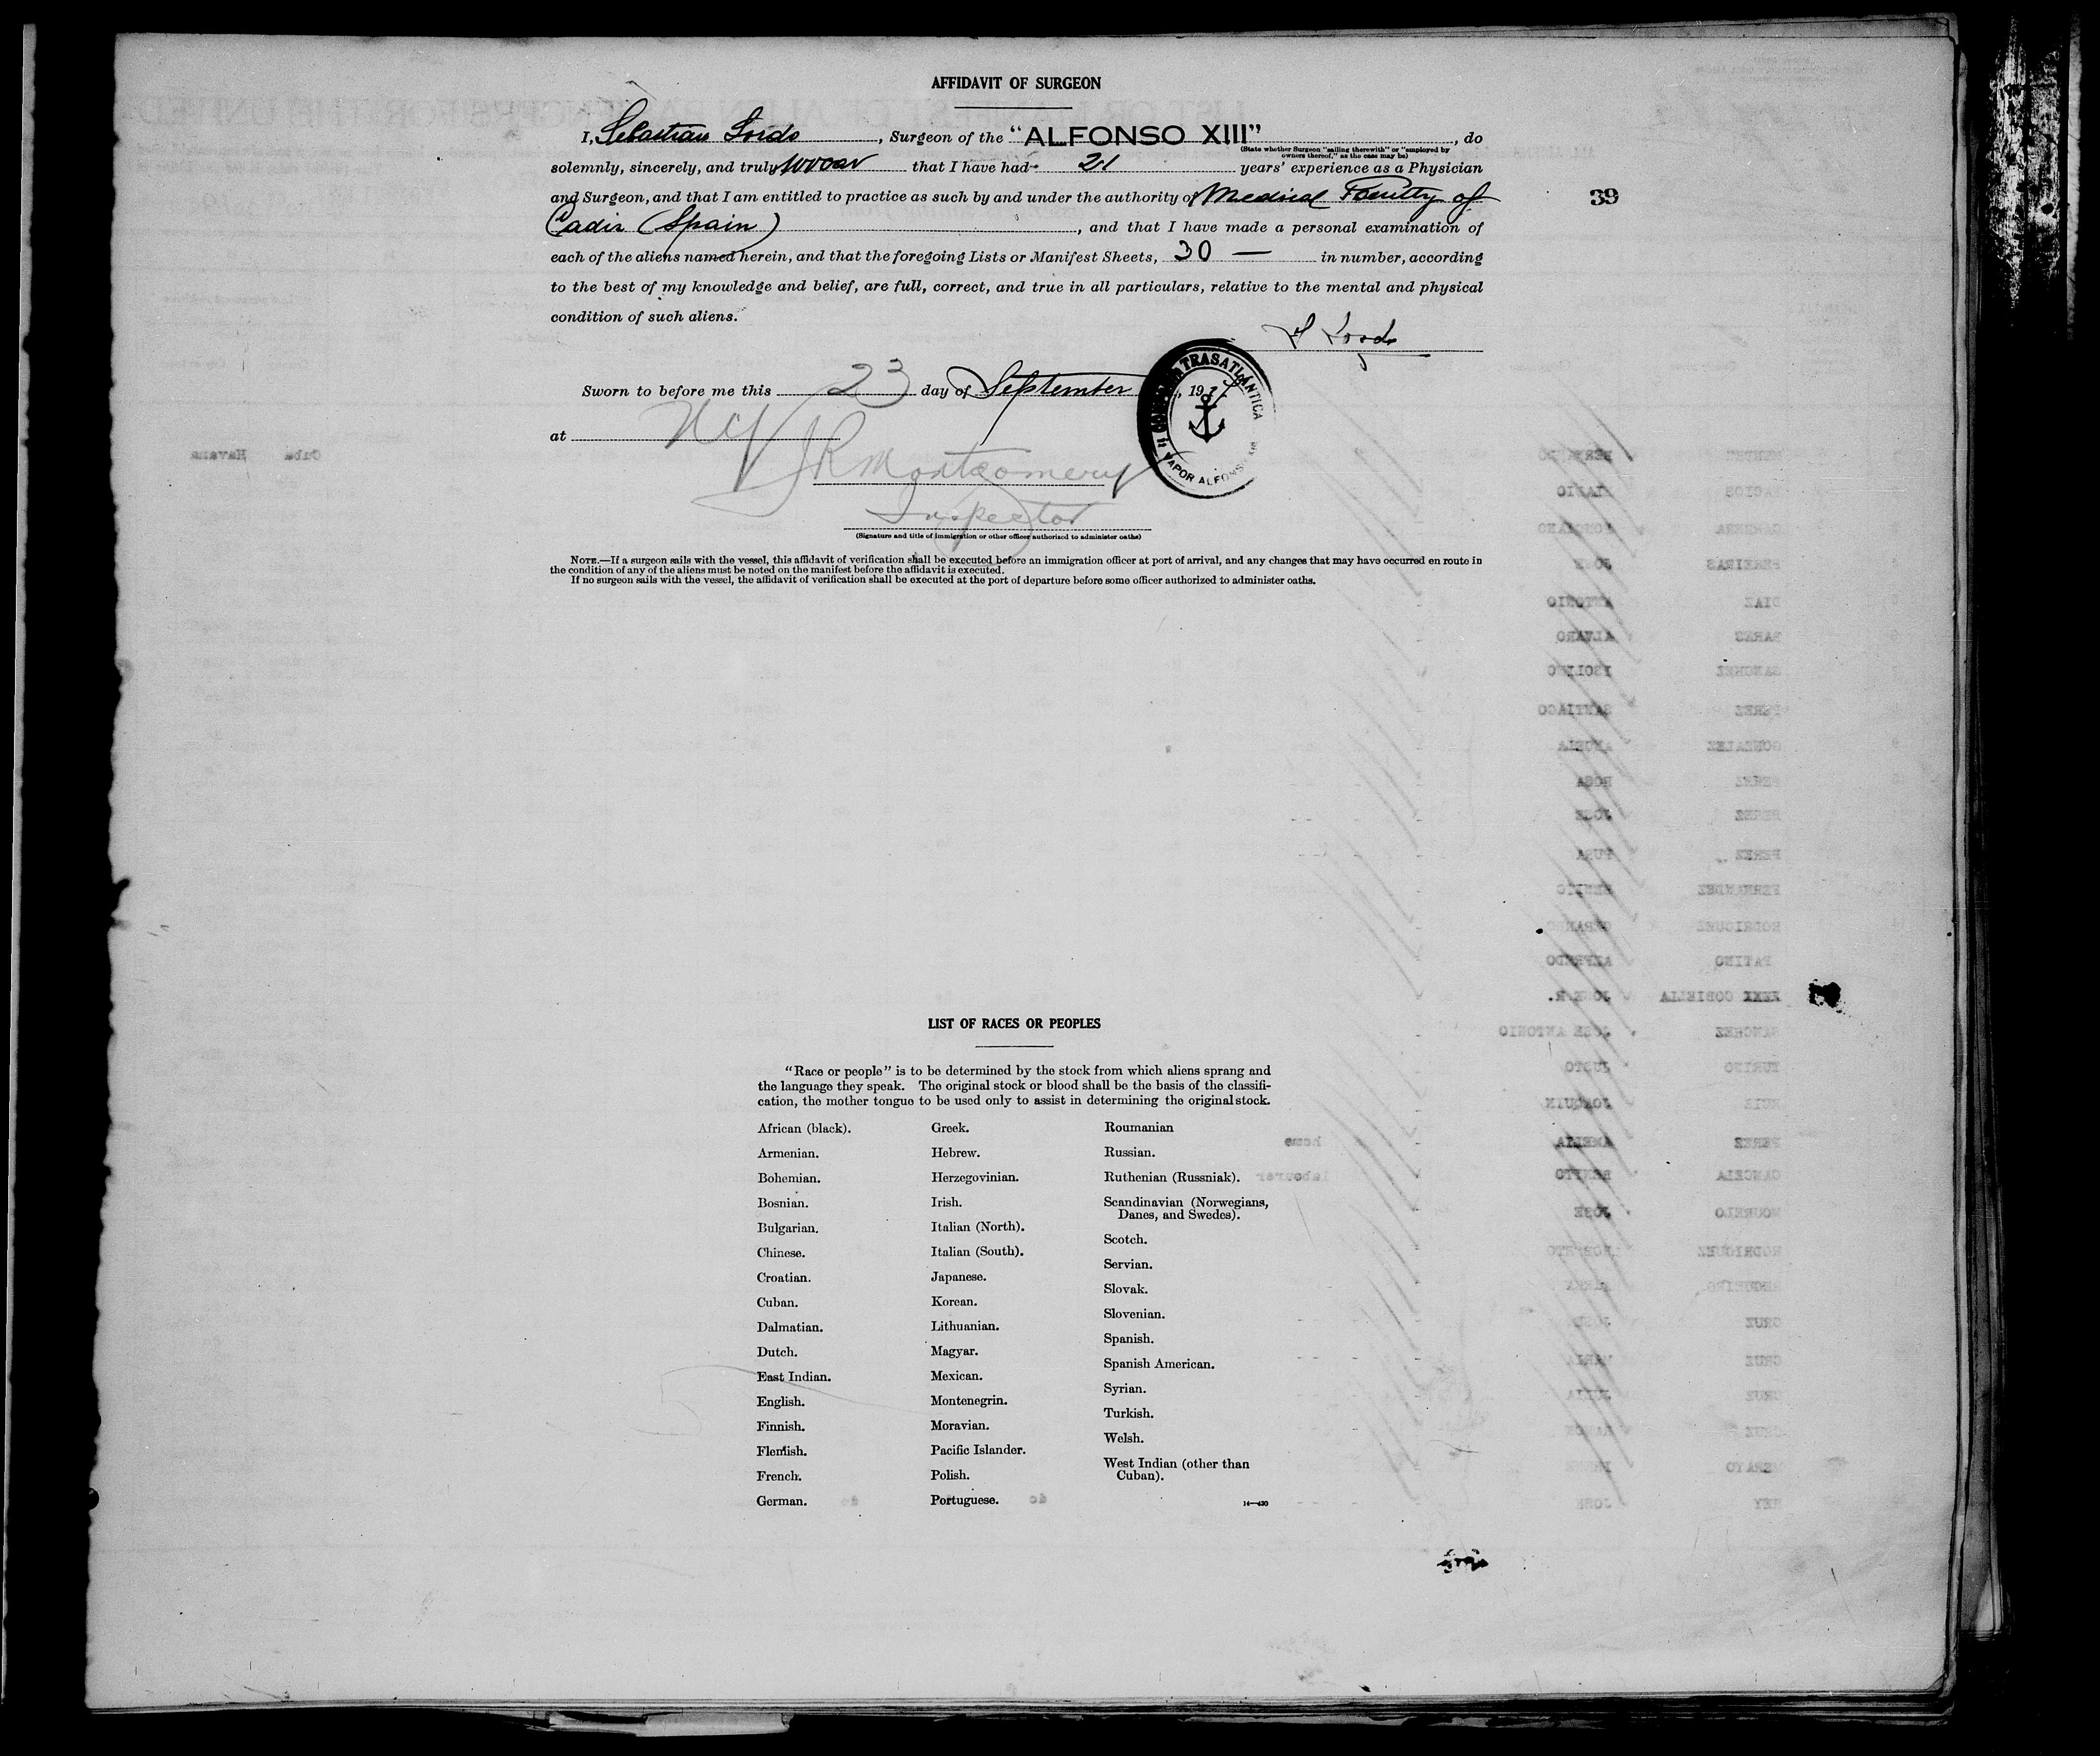 AFFIDAVIT OF SURGEON
I, Sebastian Lordo, Surgeon of the "ALFONSO XIII", do
(State whether Surgeon "sailing therewith" or "employed by
owners thereof," as the case may be)
solemnly, sincerely, and truly swear that I have had 21 years' experience as a Physician
and Surgeon, and that I am entitled to practice as such by and under the authority of Medical Faculty of
39
Cadiz (Spain), and that I have made a personal examination of
each of the aliens named herein, and that the foregoing Lists or Manifest Sheets, 30 — in number, according
to the best of my knowledge and belief, are full, correct, and true in all particulars, relative to the mental and physical
condition of such aliens.
Sworn to before me this 23 day of September, 191
TRASATLÁNTICA
VAPOR ALFONSO
at NY
JR Montgomery
Inspector
(Signature and title of immigration or other officer authorized to administer oaths)
NOTE.—If a surgeon sails with the vessel, this affidavit of verification shall be executed before an immigration officer at port of arrival, and any changes that may have occurred en route in
the condition of any of the aliens must be noted on the manifest before the affidavit is executed.
If no surgeon sails with the vessel, the affidavit of verification shall be executed at the port of departure before some officer authorized to administer oaths.
LIST OF RACES OR PEOPLES
"Race or people" is to be determined by the stock from which aliens sprang and
the language they speak. The original stock or blood shall be the basis of the classifi-
cation, the mother tongue to be used only to assist in determining the original stock.
African (black).
Armenian.
Bohemian.
Bosnian.
Bulgarian.
Chinese.
Croatian.
Cuban.
Dalmatian.
Dutch.
East Indian.
English.
Finnish.
Flemish.
French.
German.
Greek.
Hebrew.
Herzegovinian.
Irish.
Italian (North).
Italian (South).
Japanese.
Korean.
Lithuanian.
Magyar.
Mexican.
Montenegrin.
Moravian.
Pacific Islander.
Polish.
Portuguese.
Roumanian
Russian.
Ruthenian (Russniak).
Scandinavian (Norwegians,
Danes, and Swedes).
Scotch.
Servian.
Slovak.
Slovenian.
Spanish.
Spanish American.
Syrian.
Turkish.
Welsh.
West Indian (other than
Cuban).
14—430